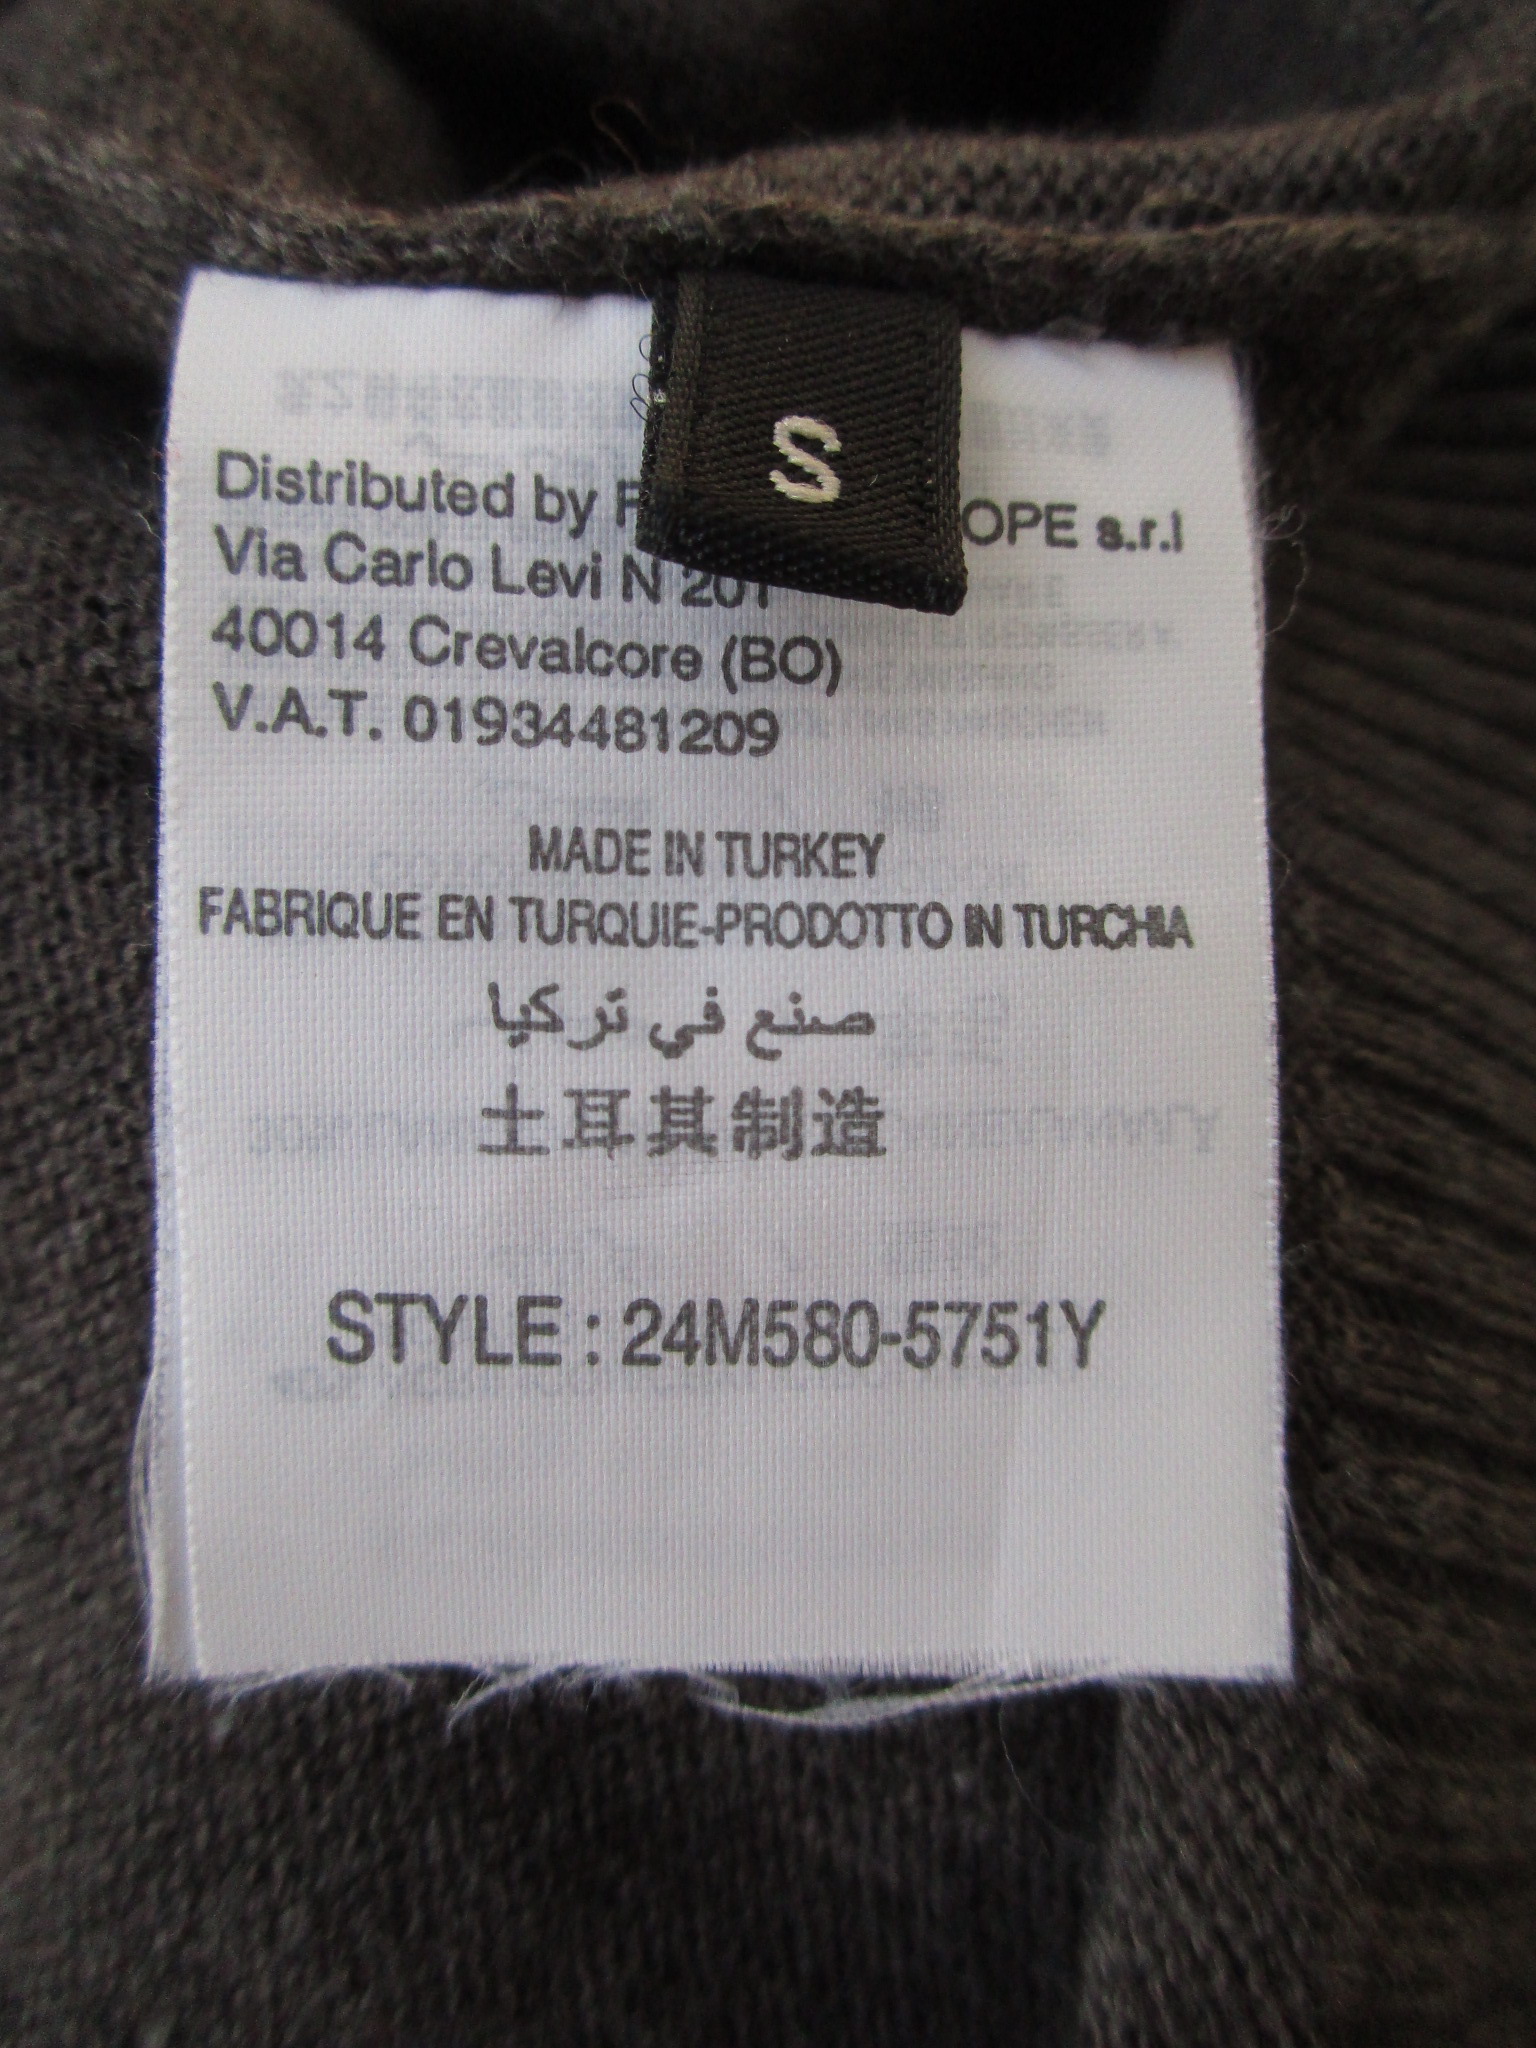 S
Distributed by OPE s.r.l
Via Carlo Levi N 201
40014 Crevalcore (BO)
V.A.T. 01934481209
MADE IN TURKEY
FABRIQUE EN TURQUIE-PRODOTTO IN TURCHIA
صنع في تركيا
土耳其制造
STYLE : 24M580-5751Y